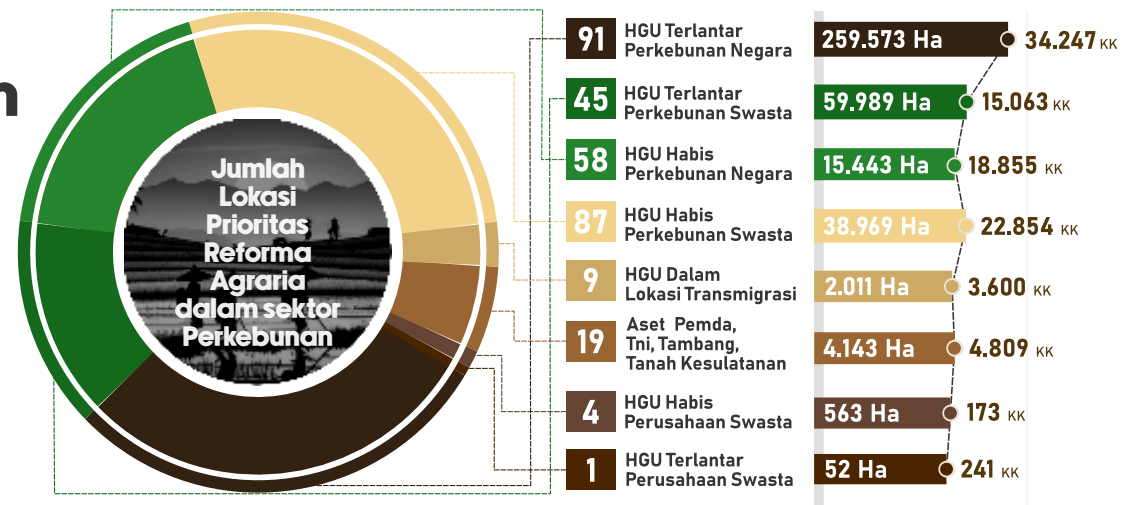 n
Jumlah
Lokasi
Prioritas
Reforma
Agraria
dalam sektor
Perkebunan
91
HGU Terlantar
Perkebunan Negara
259.573 Ha
34.247 KK
45
HGU Terlantar
Perkebunan Swasta
59.989 Ha
15.063 KK
58
HGU Habis
Perkebunan Negara
15.443 Ha
18.855 KK
87
HGU Habis
Perkebunan Swasta
38.969 Ha
22.854 KK
9
HGU Dalam
Lokasi Transmigrasi
2.011 Ha
3.600 KK
19
Aset Pemda,
Tni, Tambang,
Tanah Kesulatanan
4.143 Ha
4.809 KK
4
HGU Habis
Perusahaan Swasta
563 Ha
173 KK
1
HGU Terlantar
Perusahaan Swasta
52 Ha
241 KK